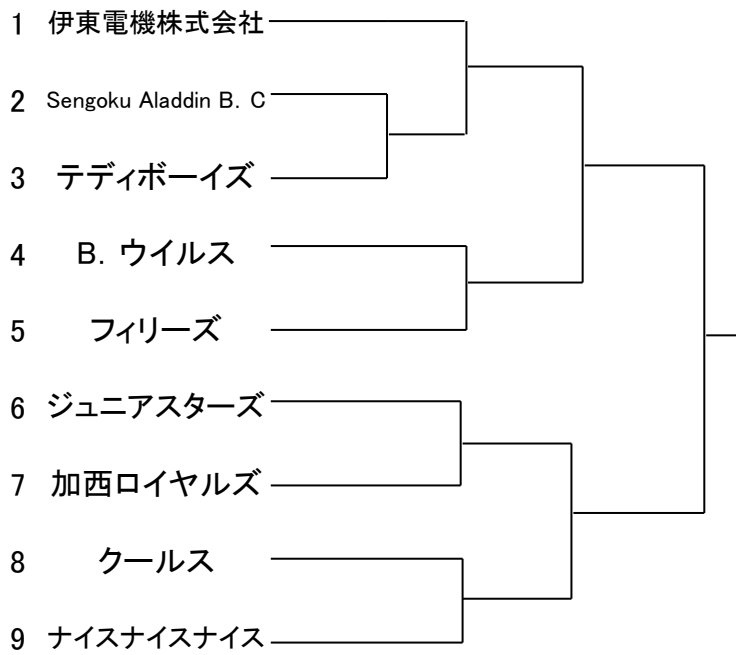 1 伊東電機株式会社
2 Sengoku Aladdin B. C
3 テディボーイズ
4 B. ウイルス
5 フィリーズ
6 ジュニアスターズ
7 加西ロイヤルズ
8 クールス
9 ナイスナイスナイス